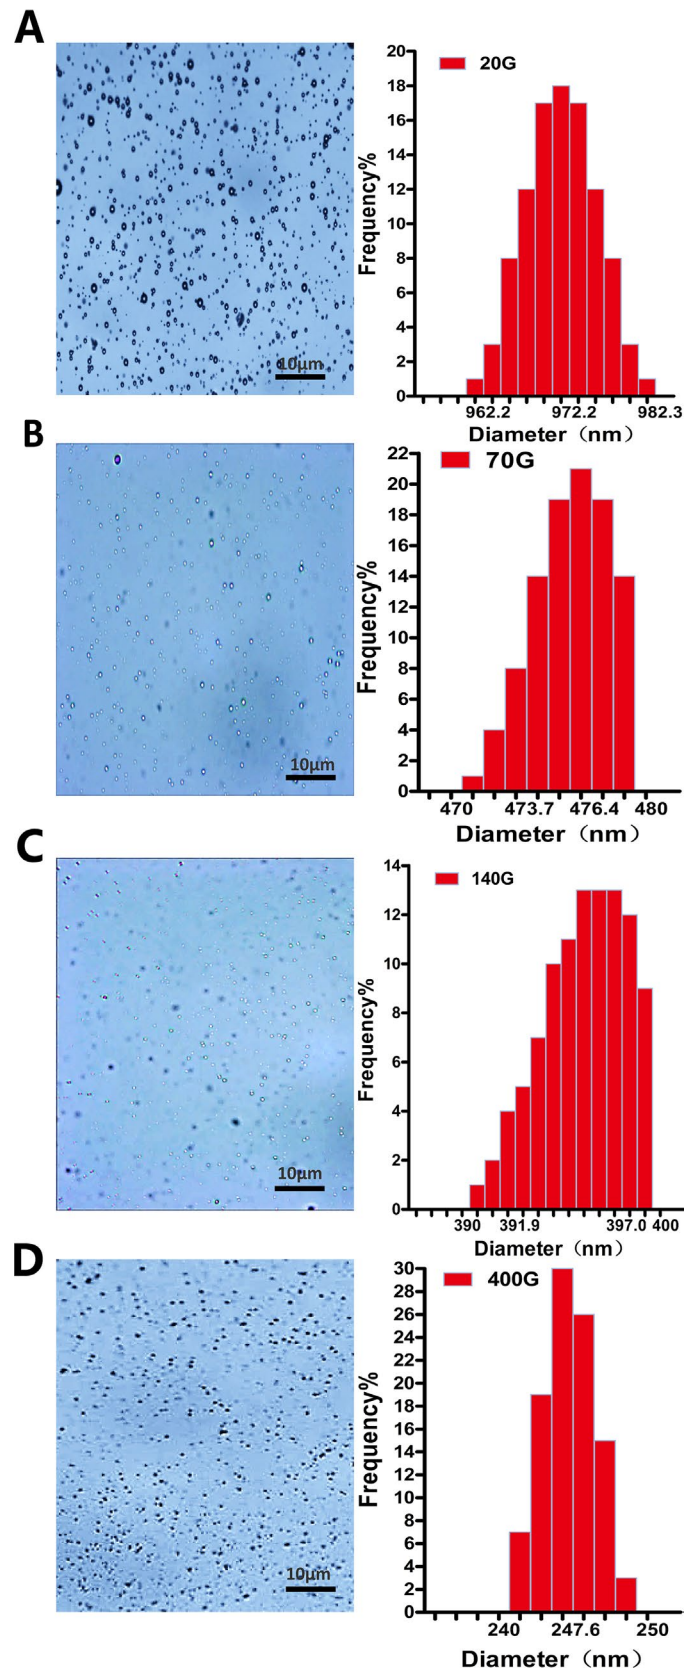 A
10μm
20G
Frequency%
20
18
16
14
12
10
8
6
4
2
0
962.2 972.2 982.3
Diameter（nm）
B
10μm
70G
Frequency%
22
20
18
16
14
12
10
8
6
4
2
0
470 473.7 476.4 480
Diameter（nm）
C
10μm
140G
Frequency%
14
12
10
8
6
4
2
0
390 391.9 397.0 400
Diameter（nm）
D
10μm
400G
Frequency%
30
28
26
24
22
20
18
16
14
12
10
8
6
4
2
0
240 247.6 250
Diameter（nm）